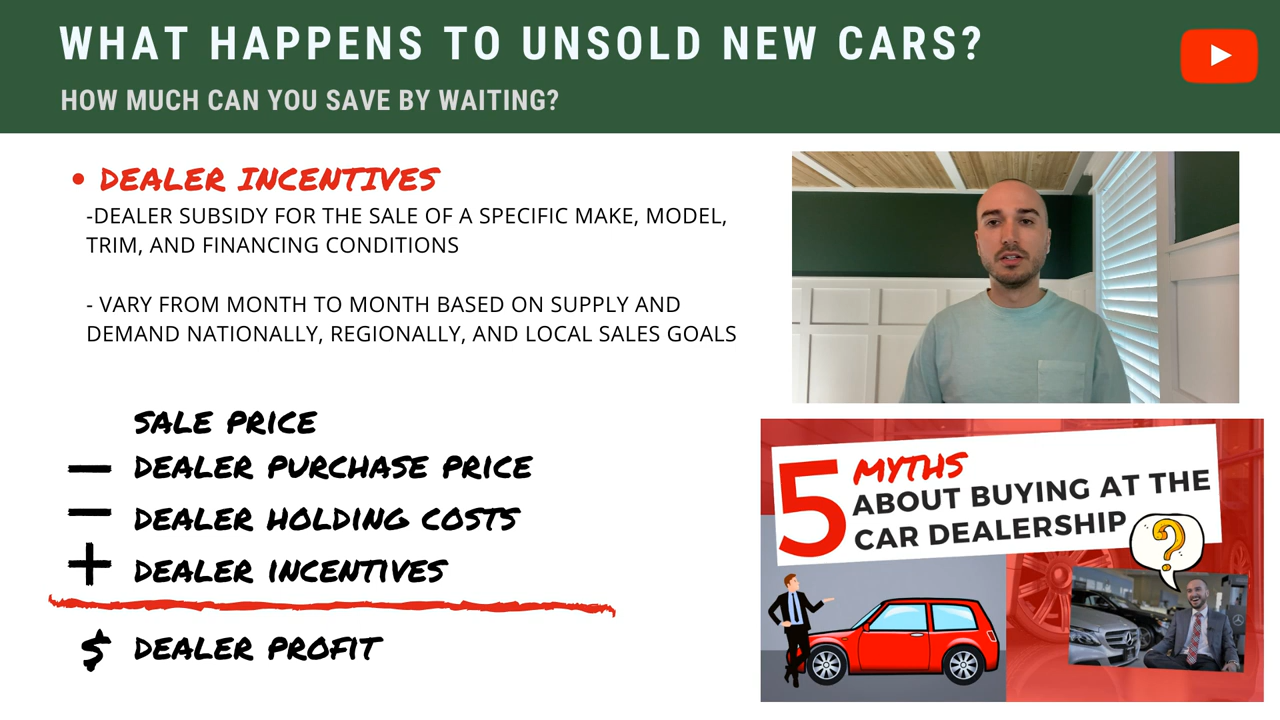 WHAT HAPPENS TO UNSOLD NEW CARS?
HOW MUCH CAN YOU SAVE BY WAITING?
• DEALER INCENTIVES
-DEALER SUBSIDY FOR THE SALE OF A SPECIFIC MAKE, MODEL,
TRIM, AND FINANCING CONDITIONS
- VARY FROM MONTH TO MONTH BASED ON SUPPLY AND
DEMAND NATIONALLY, REGIONALLY, AND LOCAL SALES GOALS
SALE PRICE
— DEALER PURCHASE PRICE
— DEALER HOLDING COSTS
+ DEALER INCENTIVES
$ DEALER PROFIT
5 MYTHS
ABOUT BUYING AT THE
CAR DEALERSHIP
?